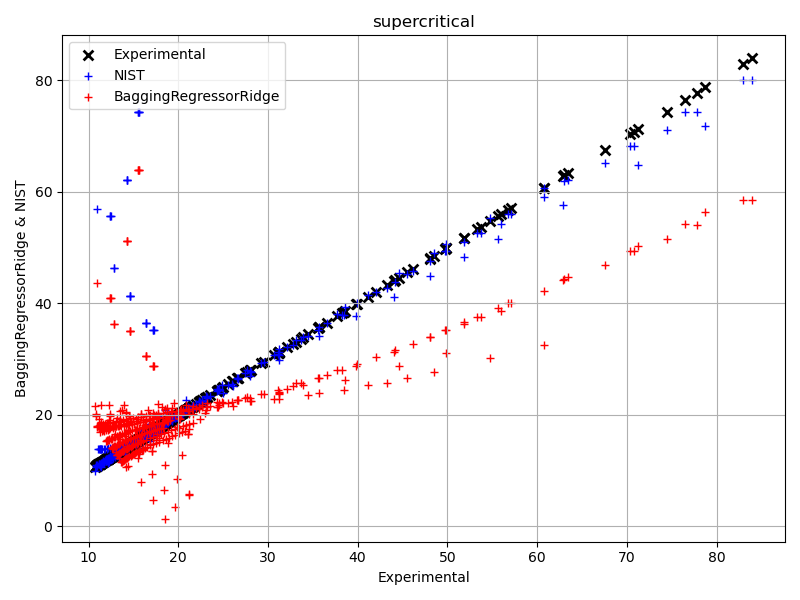 supercritical
Experimental
NIST
BaggingRegressorRidge
BaggingRegressorRidge & NIST
80
60
40
20
0
10 20 30 40 50 60 70 80
Experimental